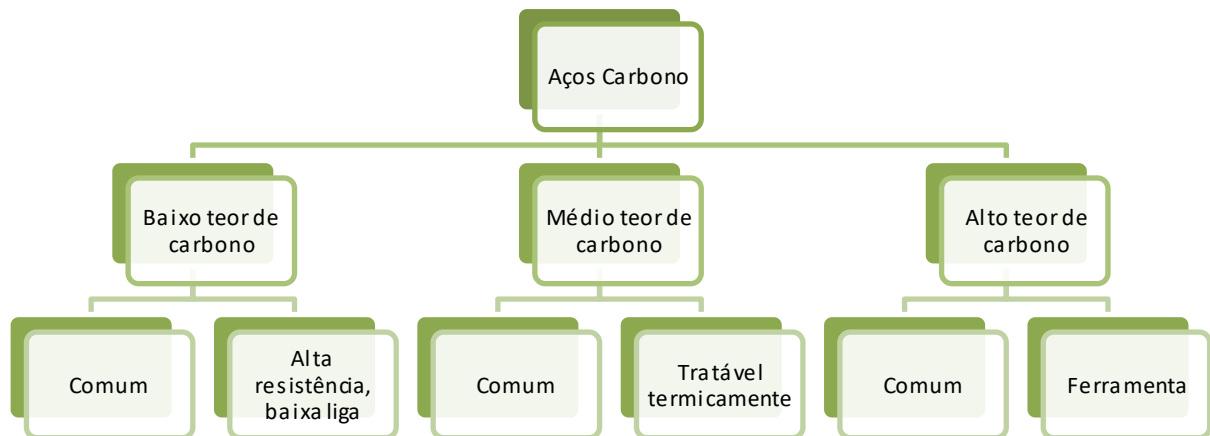 Aços Carbono
Baixo teor de
carbono
Médio teor de
carbono
Alto teor de
carbono
Comum
Alta
resistência,
baixa liga
Comum
Tratável
termicamente
Comum
Ferramenta